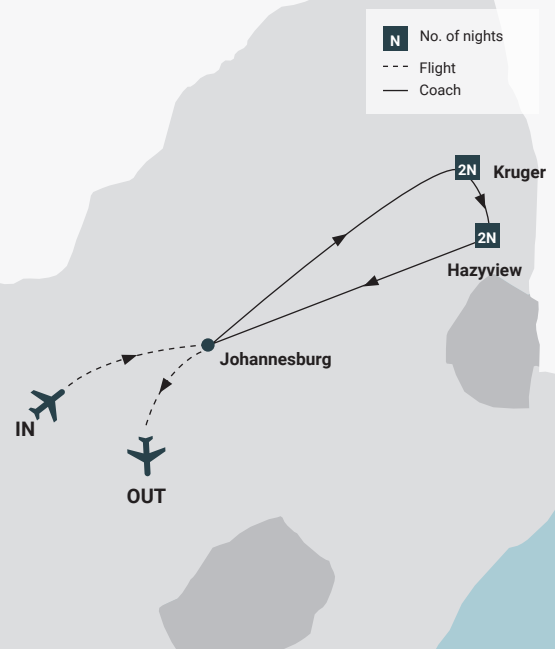 N No. of nights
Flight
Coach
2N Kruger
2N
Hazyview
Johannesburg
IN
OUT